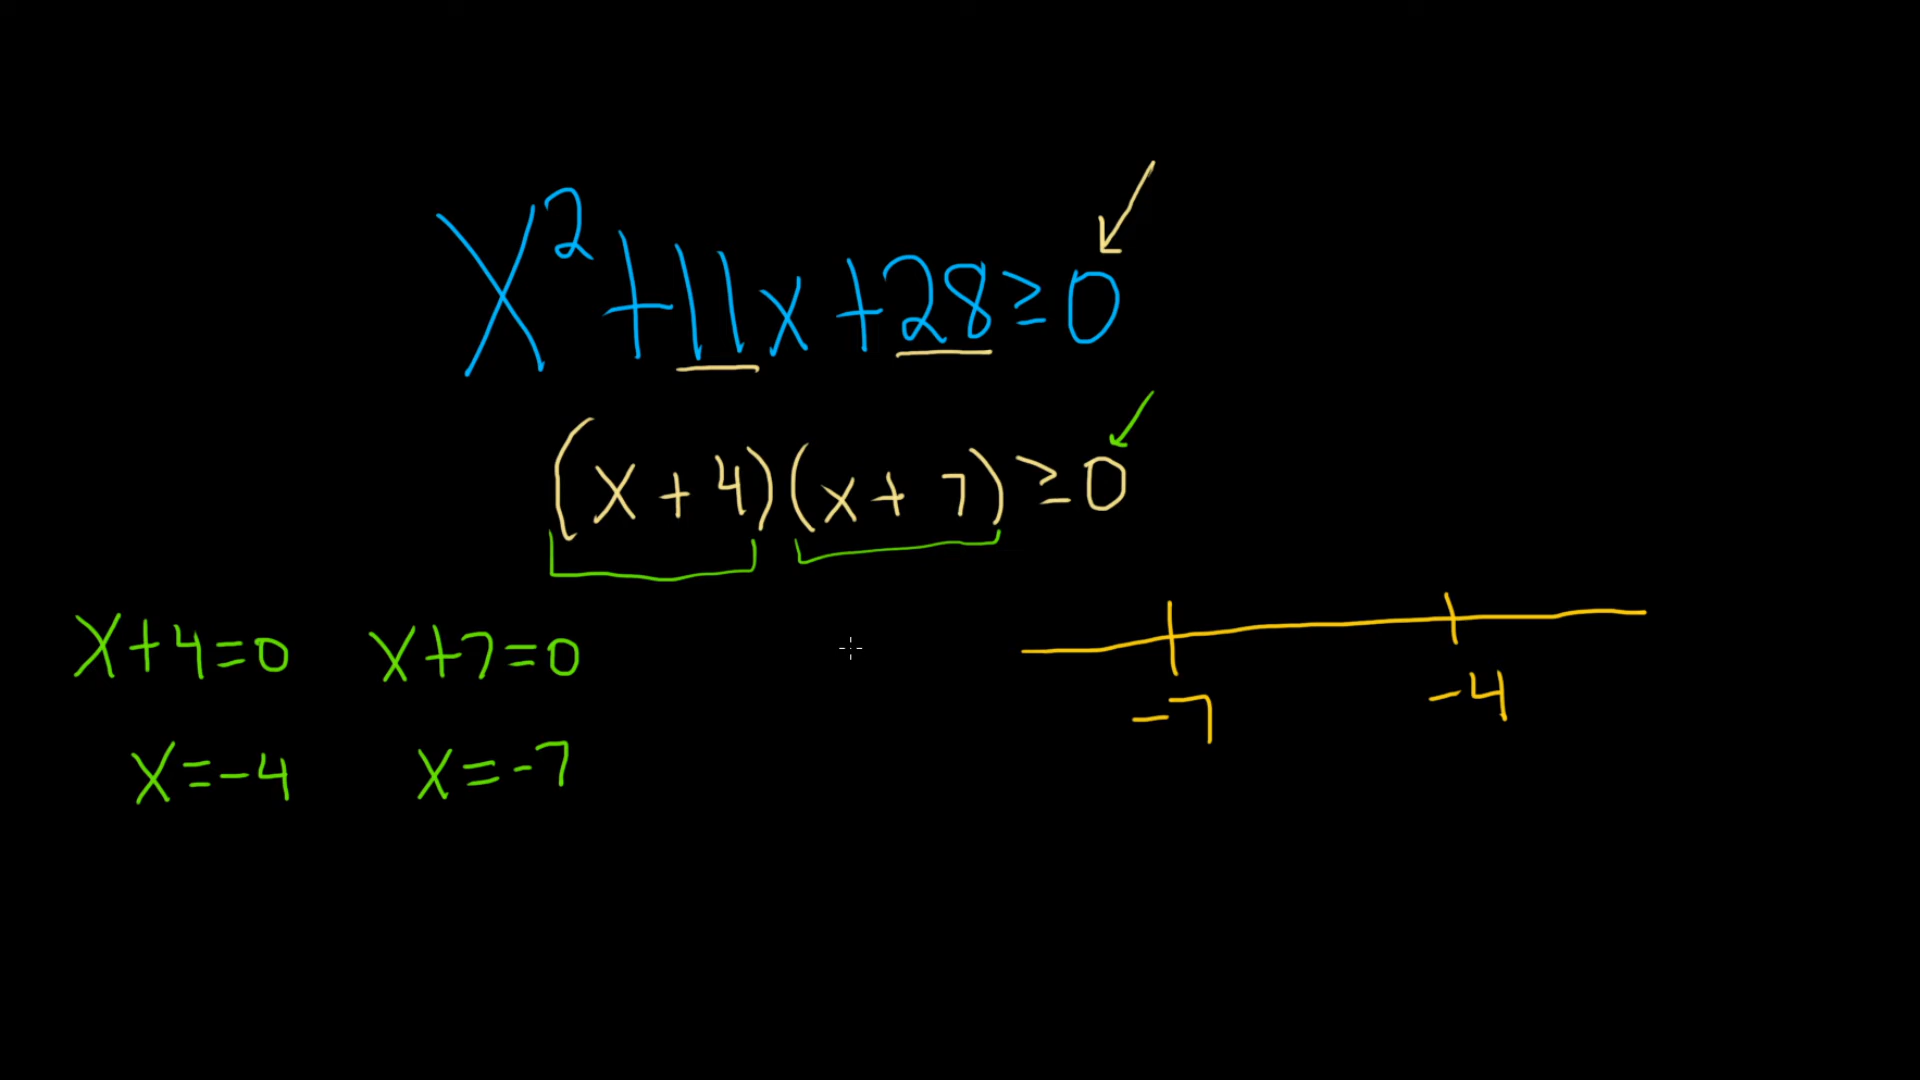 x²+11x+28≥0
(x+4)(x+7)≥0
x+4=0 x+7=0
x=-4 x=-7
-7 -4